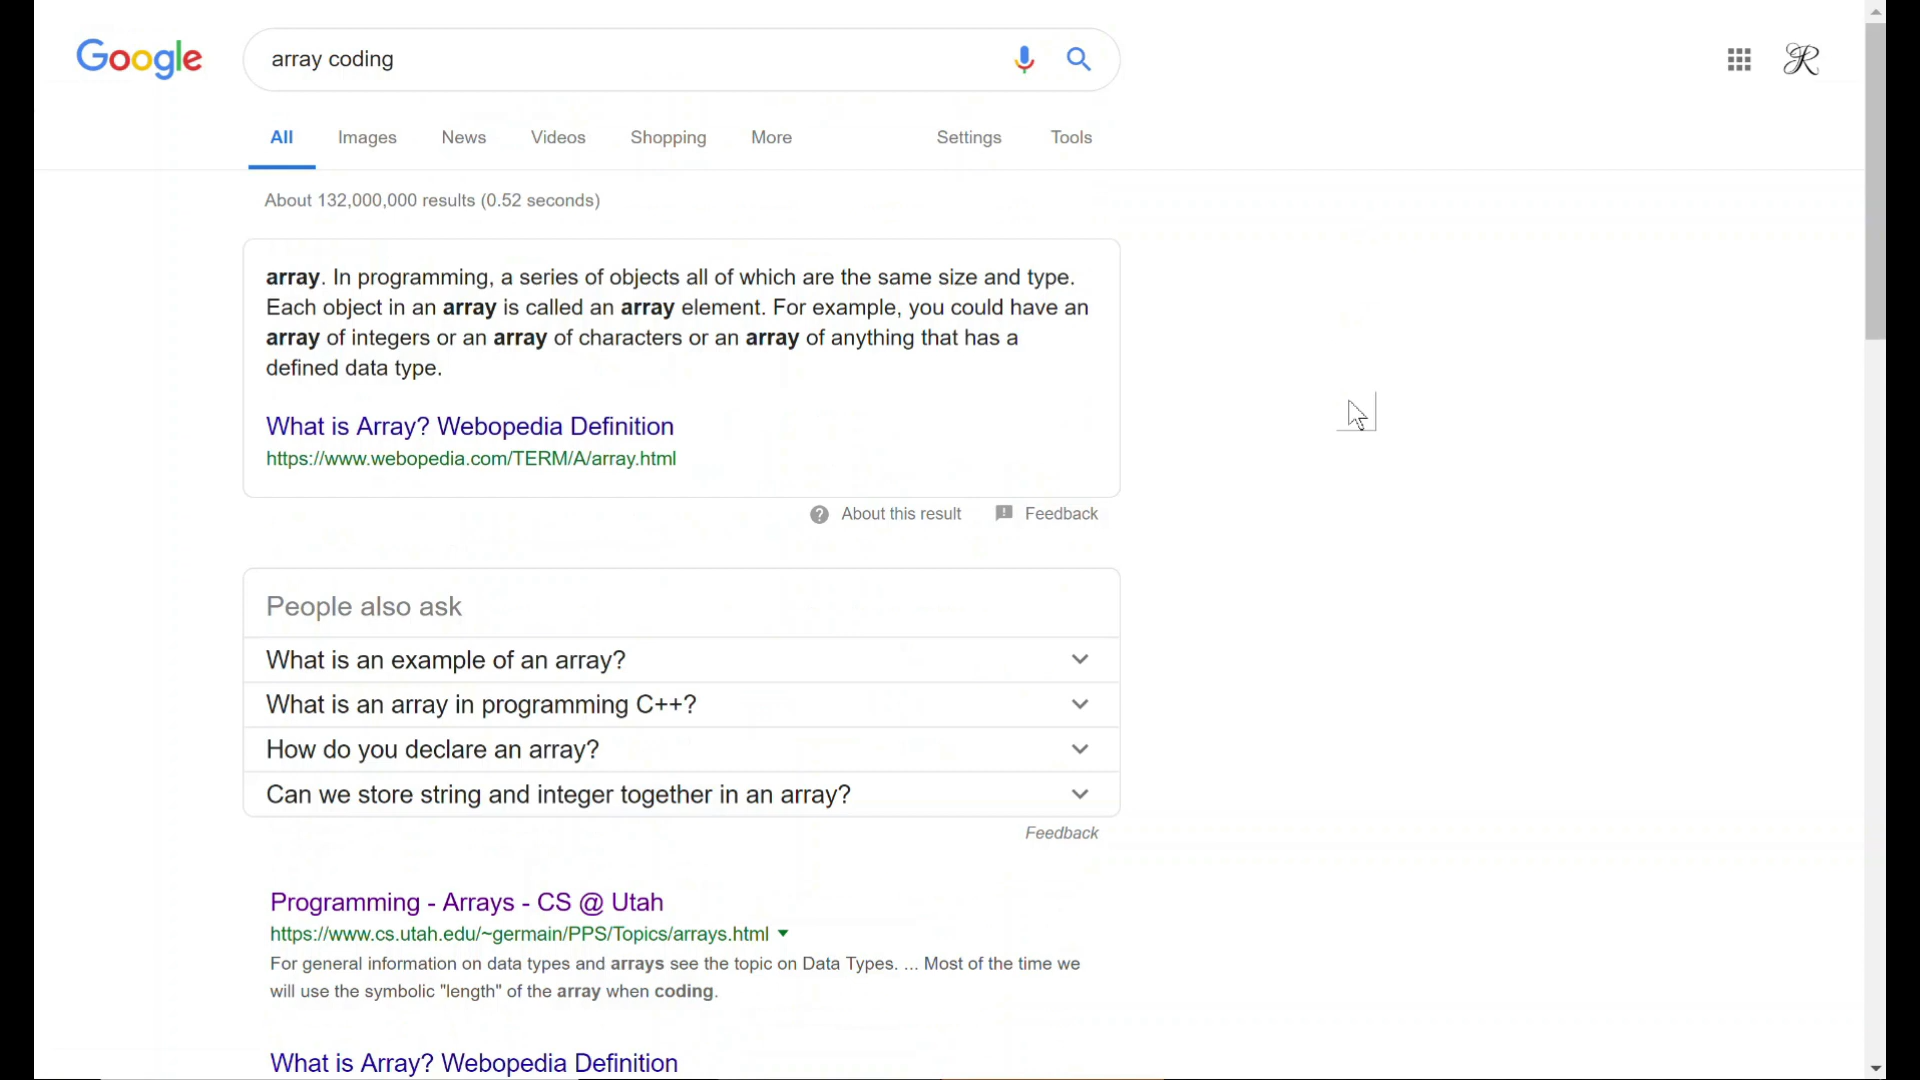 Google
array coding
All Images News Videos Shopping More Settings Tools
About 132,000,000 results (0.52 seconds)
array. In programming, a series of objects all of which are the same size and type.
Each object in an array is called an array element. For example, you could have an
array of integers or an array of characters or an array of anything that has a
defined data type.
What is Array? Webopedia Definition
https://www.webopedia.com/TERM/A/array.html
About this result Feedback
People also ask
What is an example of an array?
What is an array in programming C++?
How do you declare an array?
Can we store string and integer together in an array?
Feedback
Programming - Arrays - CS @ Utah
https://www.cs.utah.edu/~germain/PPS/Topics/arrays.html
For general information on data types and arrays see the topic on Data Types. ... Most of the time we
will use the symbolic "length" of the array when coding.
What is Array? Webopedia Definition